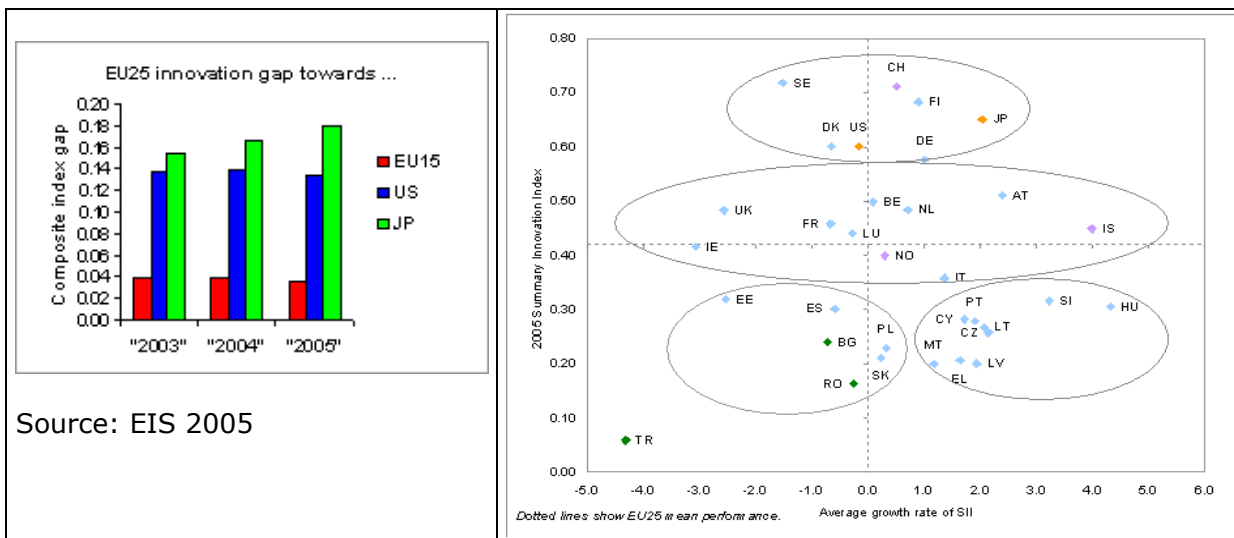 EU25 innovation gap towards ...
Composite index gap
0.20
0.18
0.16
0.14
0.12
0.10
0.08
0.06
0.04
0.02
0.00
"2003" "2004" "2005"
EU15
US
JP
Source: EIS 2005
2005 Summary Innovation Index
0.80
0.70
0.60
0.50
0.40
0.30
0.20
0.10
0.00
SE
CH
FI
JP
DK US
DE
UK
BE
NL
AT
FR
LU
IS
IE
NO
IT
EE
ES
PT
SI
HU
CY
LT
CZ
BG
PL
MT
RO
SK
EL
LV
TR
-5.0 -4.0 -3.0 -2.0 -1.0 0.0 1.0 2.0 3.0 4.0 5.0 6.0
Dotted lines show EU25 mean performance.
Average growth rate of SII